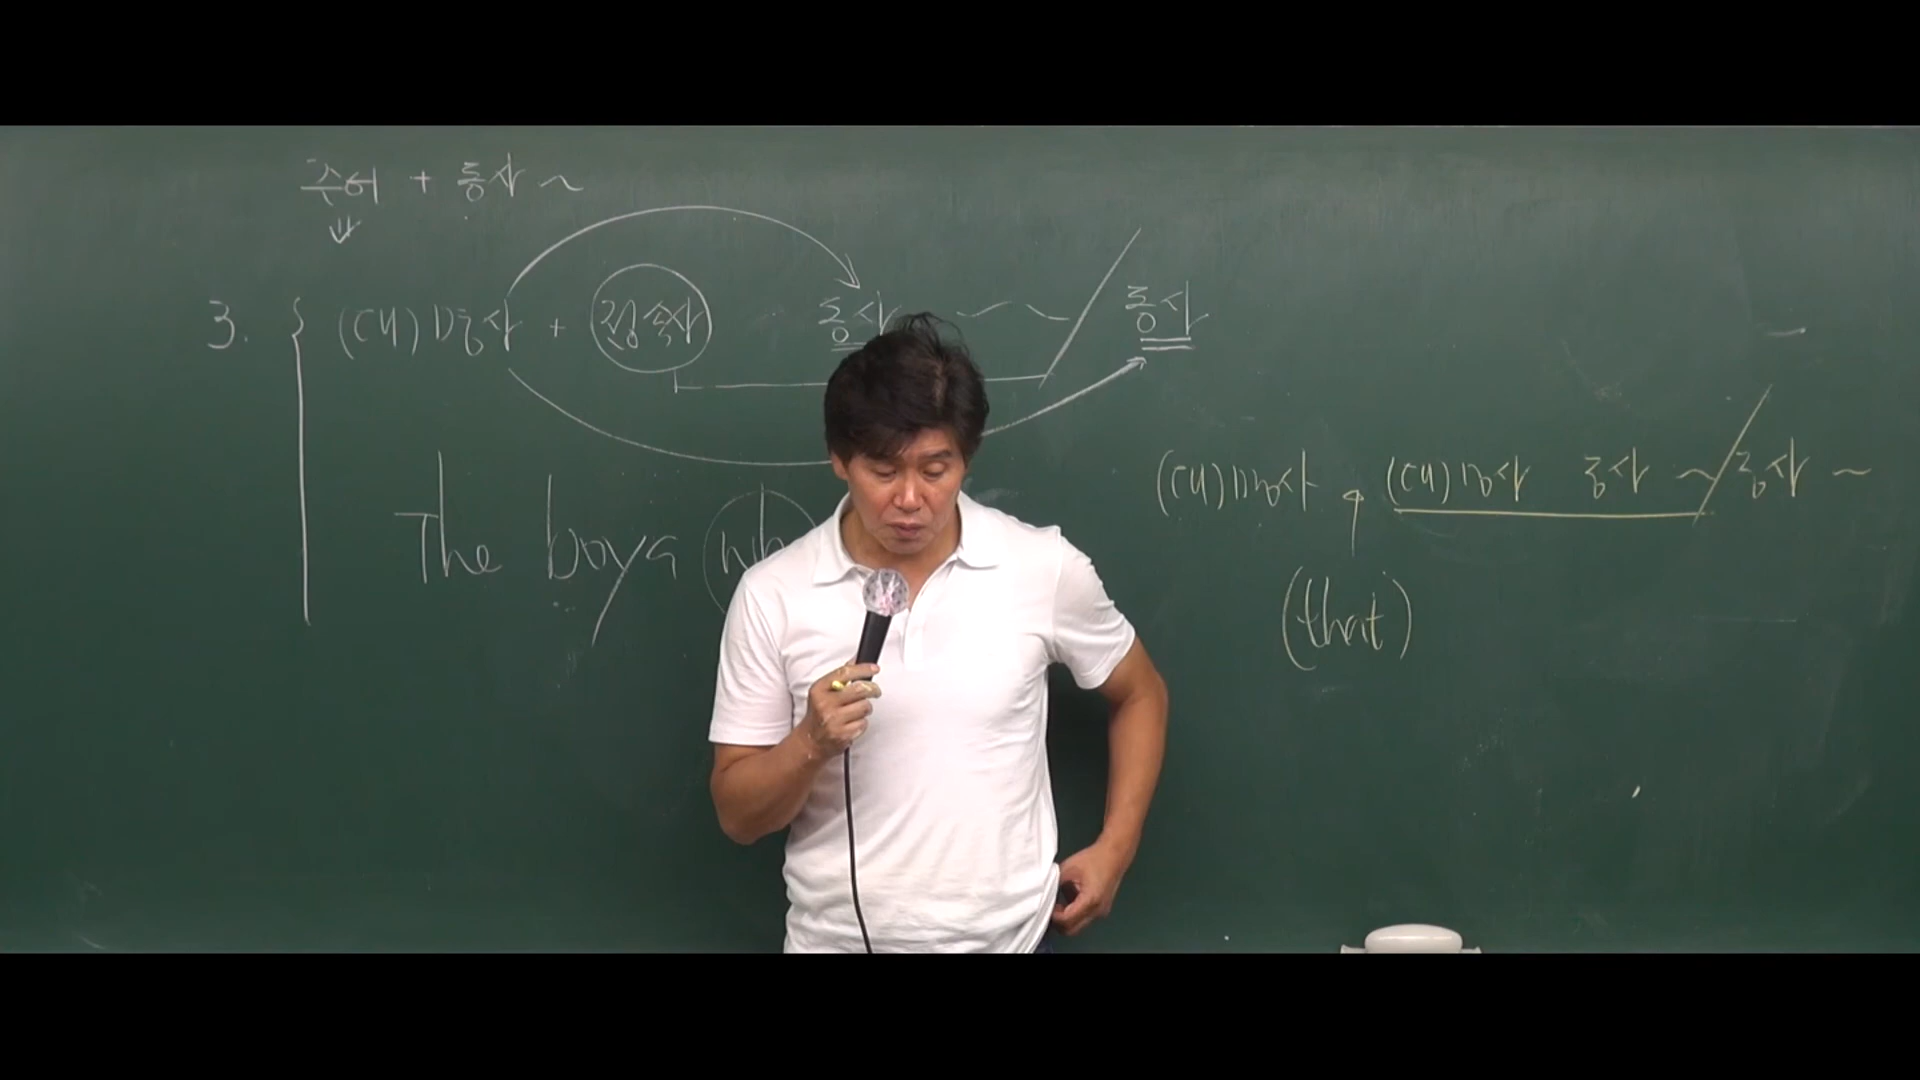 주어 + 동사 ~
3. (대)명사 + 접속사 동사 ~ / 동사
The boys wh
(대)명사 (대)명사 동사 ~ / 동사 ~
(that)